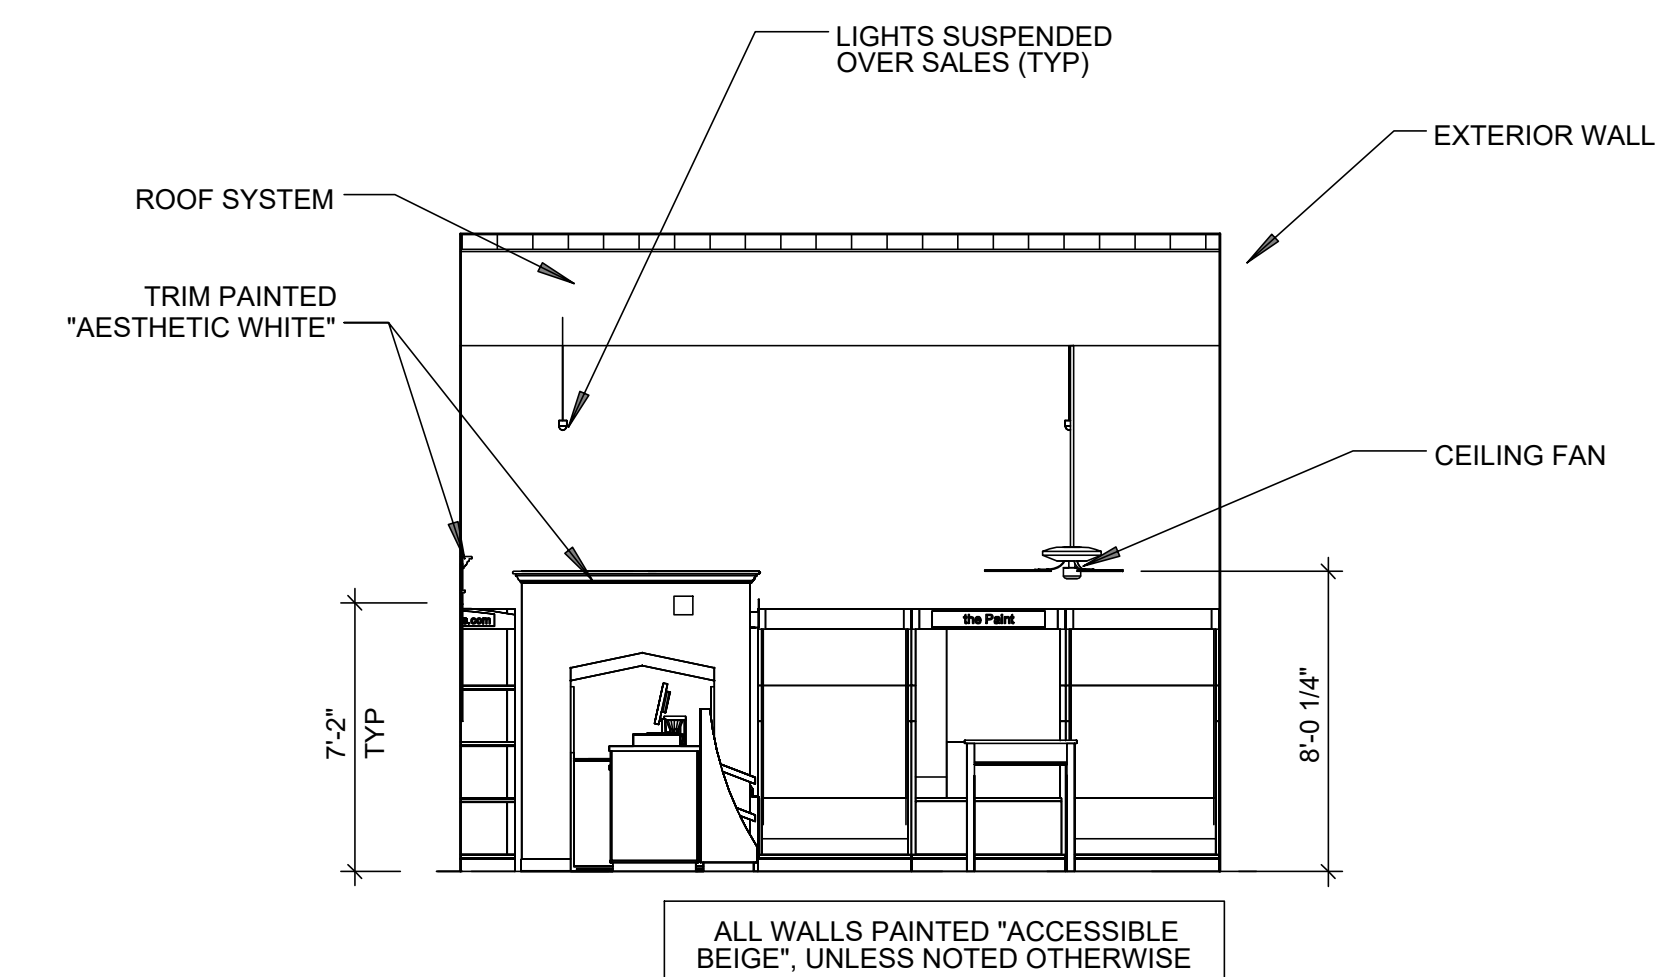 LIGHTS SUSPENDED
OVER SALES (TYP)
EXTERIOR WALL
ROOF SYSTEM
TRIM PAINTED
"AESTHETIC WHITE"
CEILING FAN
the Paint
7'-2"
TYP
8'-0 1/4"
ALL WALLS PAINTED "ACCESSIBLE
BEIGE", UNLESS NOTED OTHERWISE